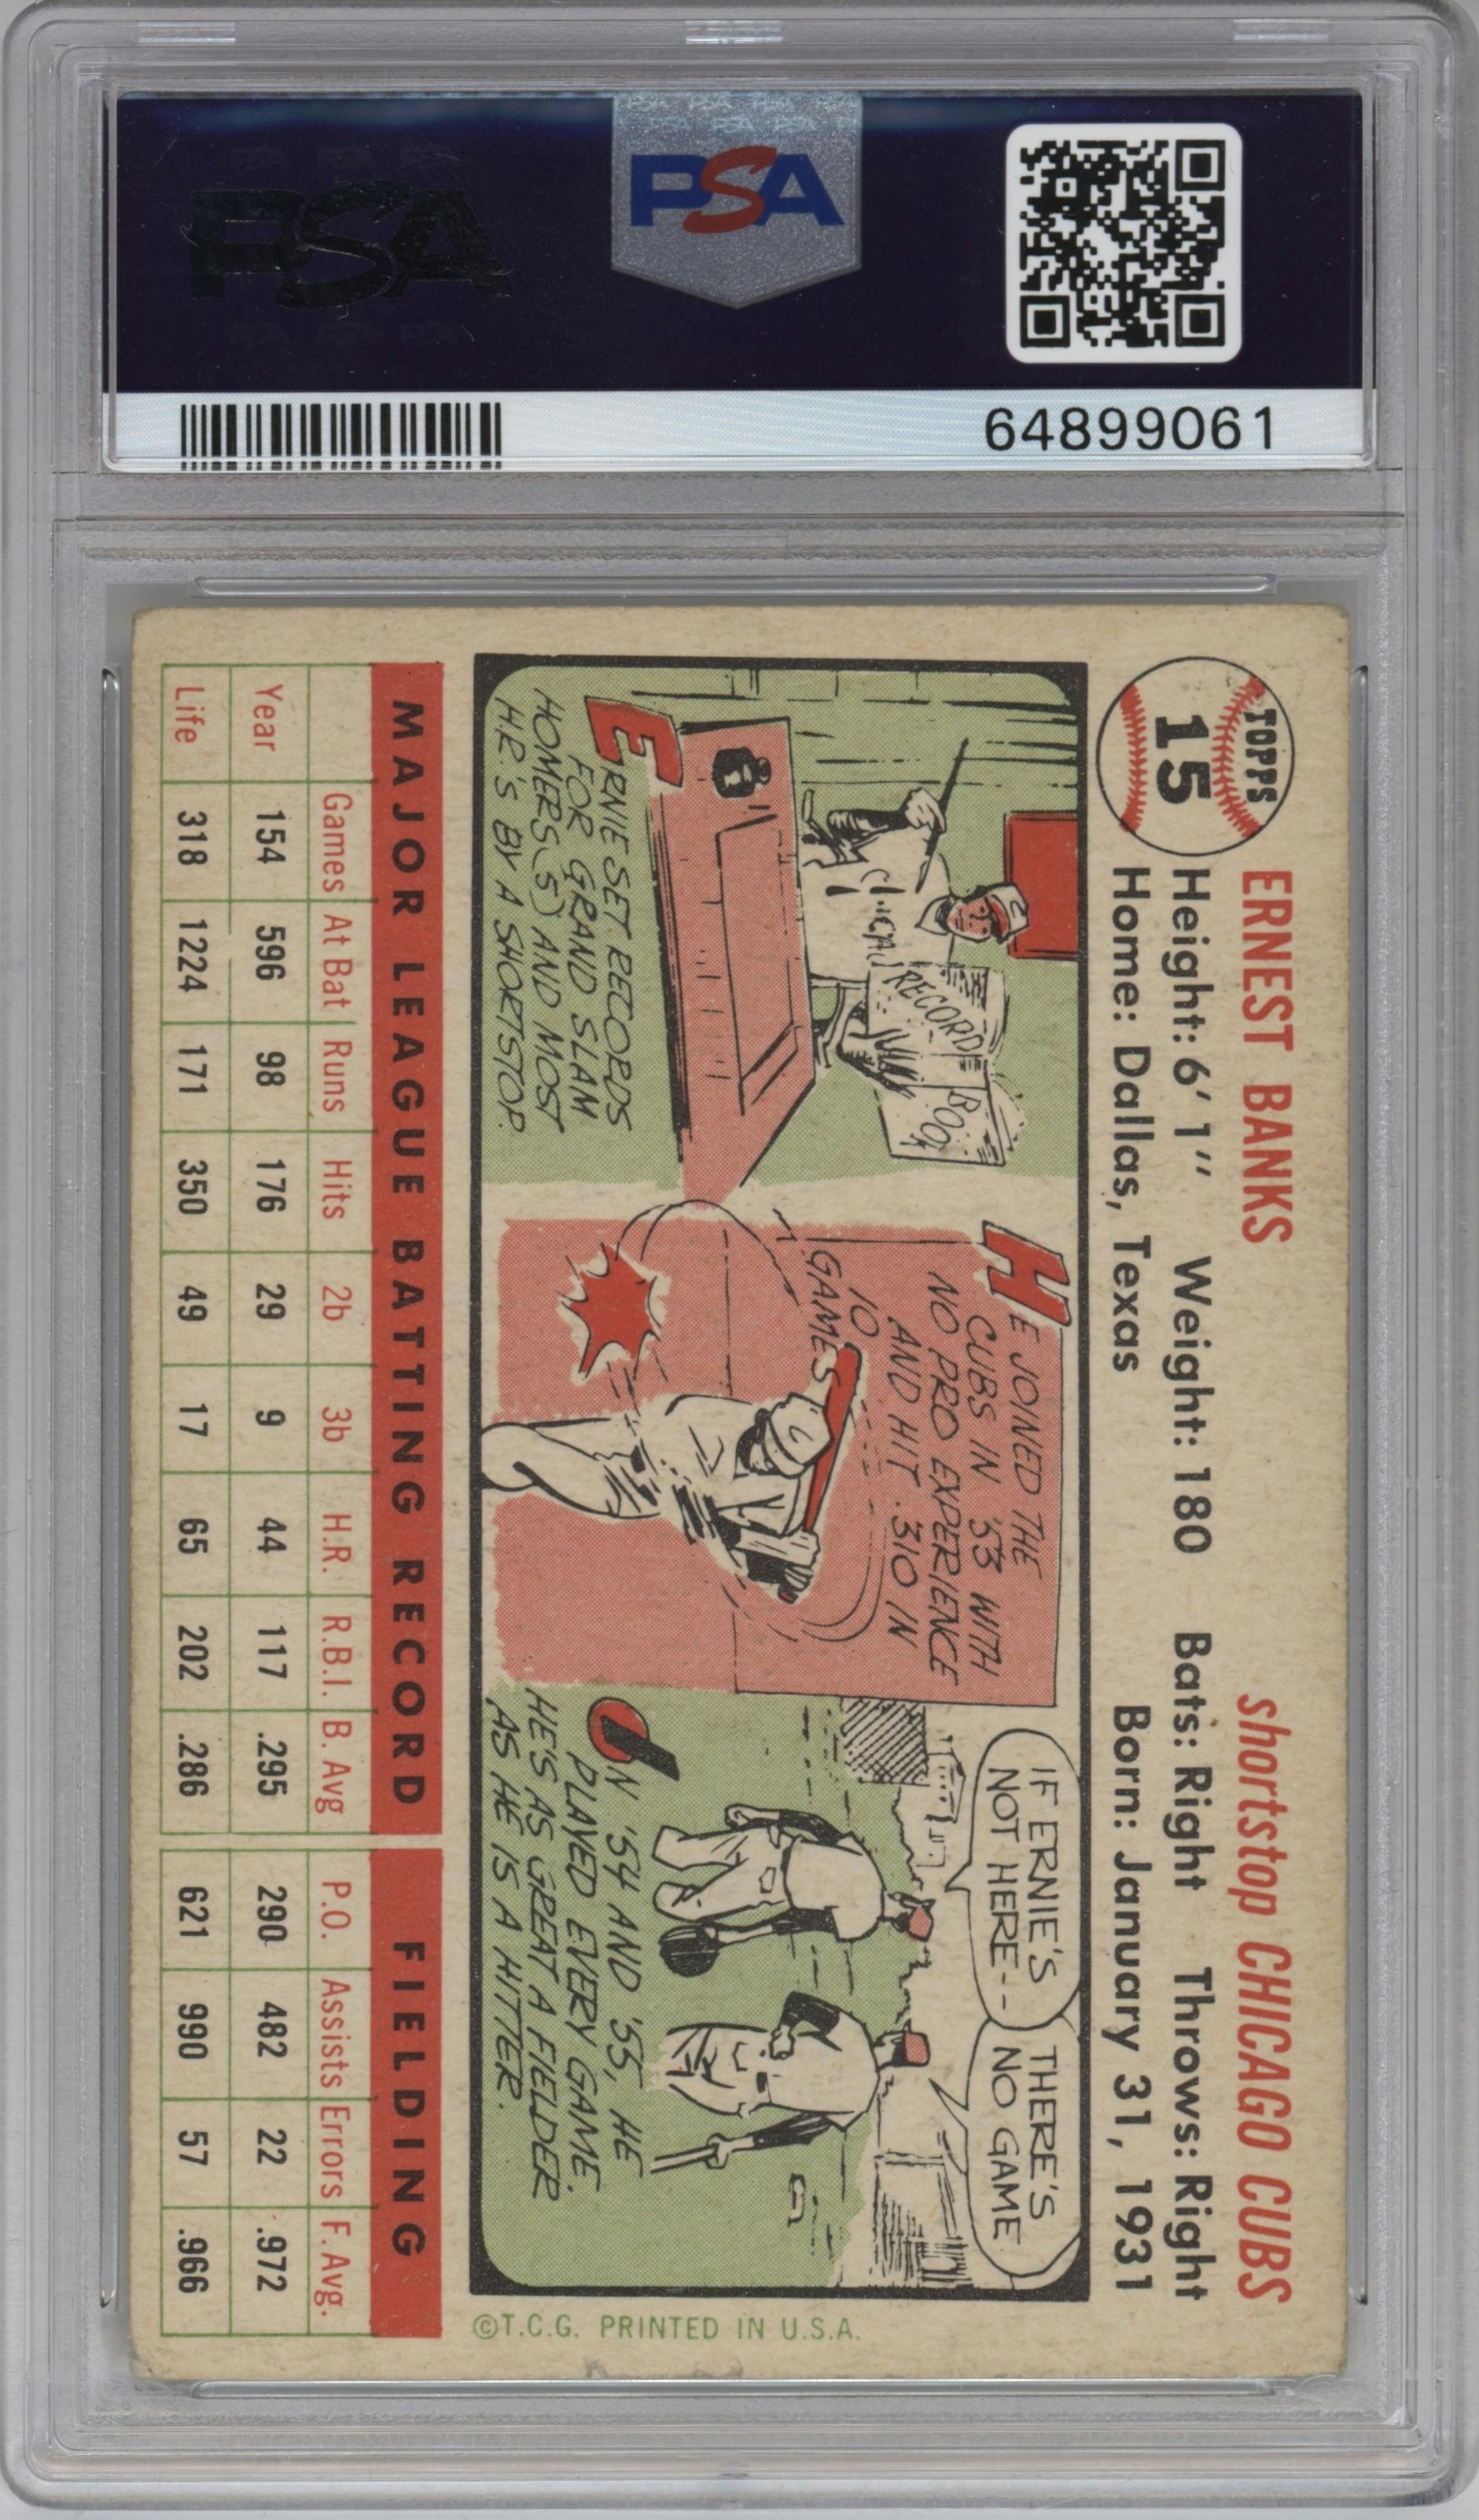 PSA
PSA
64899061
TOPPS
15
ERNEST BANKS
shortstop CHICAGO CUBS
Height: 6' 1" Weight: 180 Bats: Right Throws: Right
Home: Dallas, Texas Born: January 31, 1931
CHICA
RECORD
BOO
ERNIE SET RECORDS
FOR GRAND SLAM
HOMERS (5) AND MOST
H.R.'S BY A SHORTSTOP.
HE JOINED THE
CUBS IN '53 WITH
NO PRO EXPERIENCE
AND HIT .310 IN
10
GAMES
IF ERNIE'S
NOT HERE--
THERE'S
NO GAME
IN '54 AND '55, HE
PLAYED EVERY GAME.
HE'S AS GREAT A FIELDER
AS HE IS A HITTER.
MAJOR LEAGUE BATTING RECORD FIELDING
Games At Bat Runs Hits 2b 3b H.R. R.B.I. B. Avg P.O. Assists Errors F. Avg.
Year 154 596 98 176 29 9 44 117 .295 290 482 22 .972
Life 318 1224 171 350 49 17 65 202 .286 621 990 57 .966
©T.C.G. PRINTED IN U.S.A.